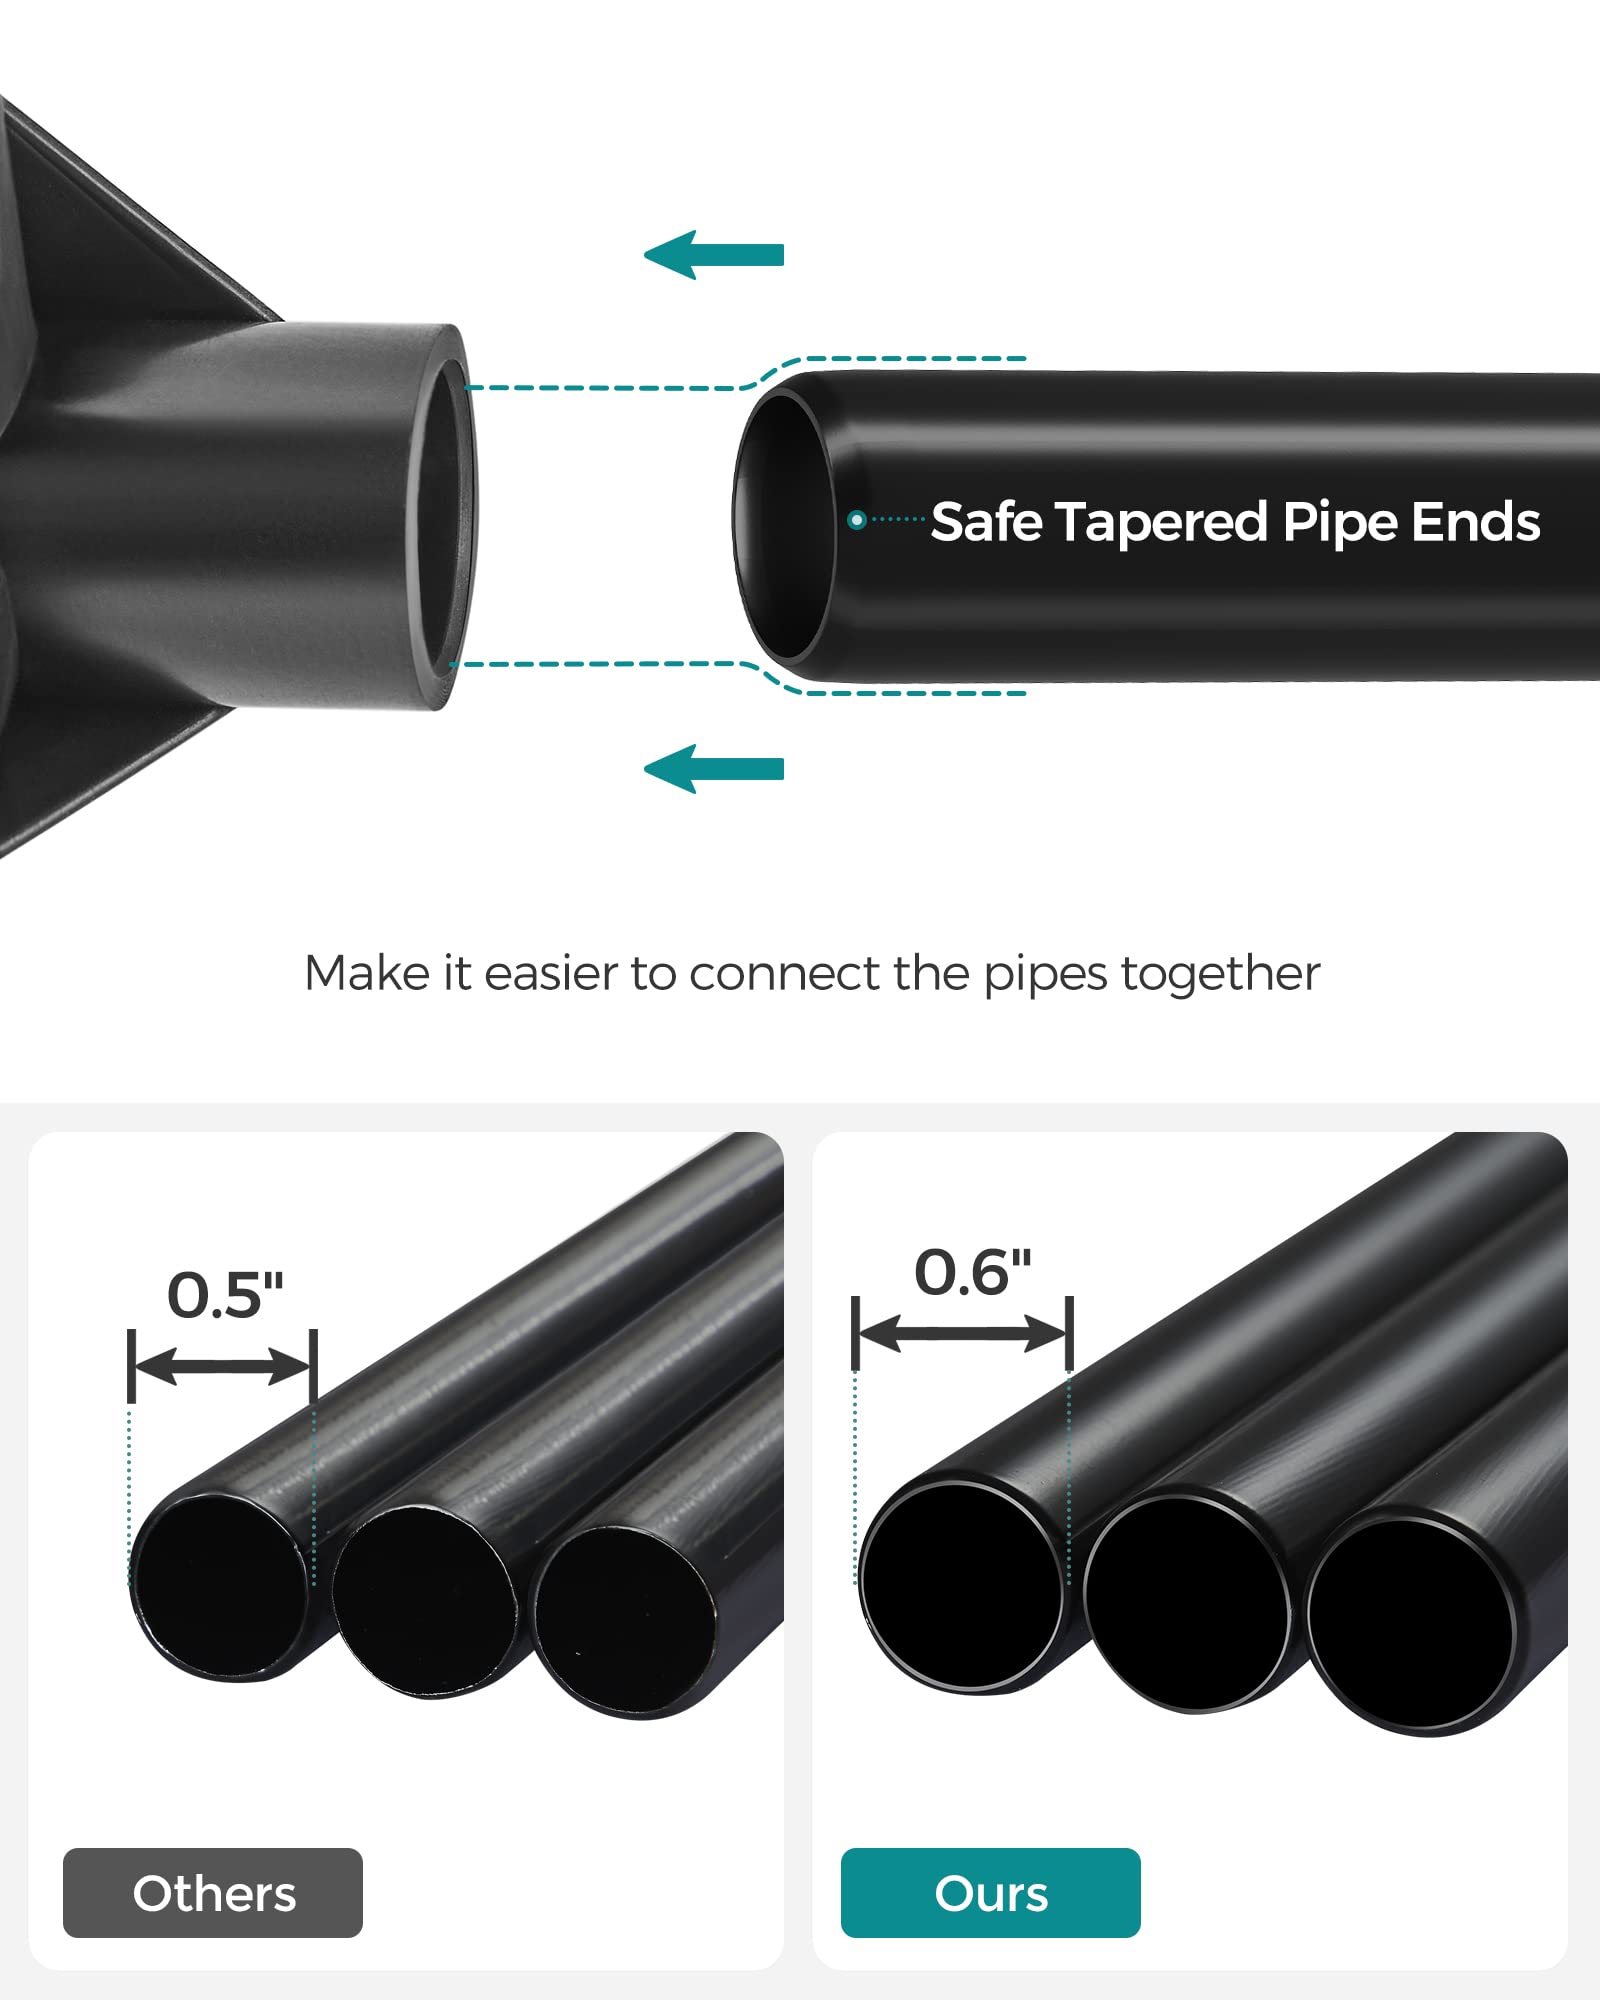 Safe Tapered Pipe Ends
Make it easier to connect the pipes together
0.5"
0.6"
Others
Ours